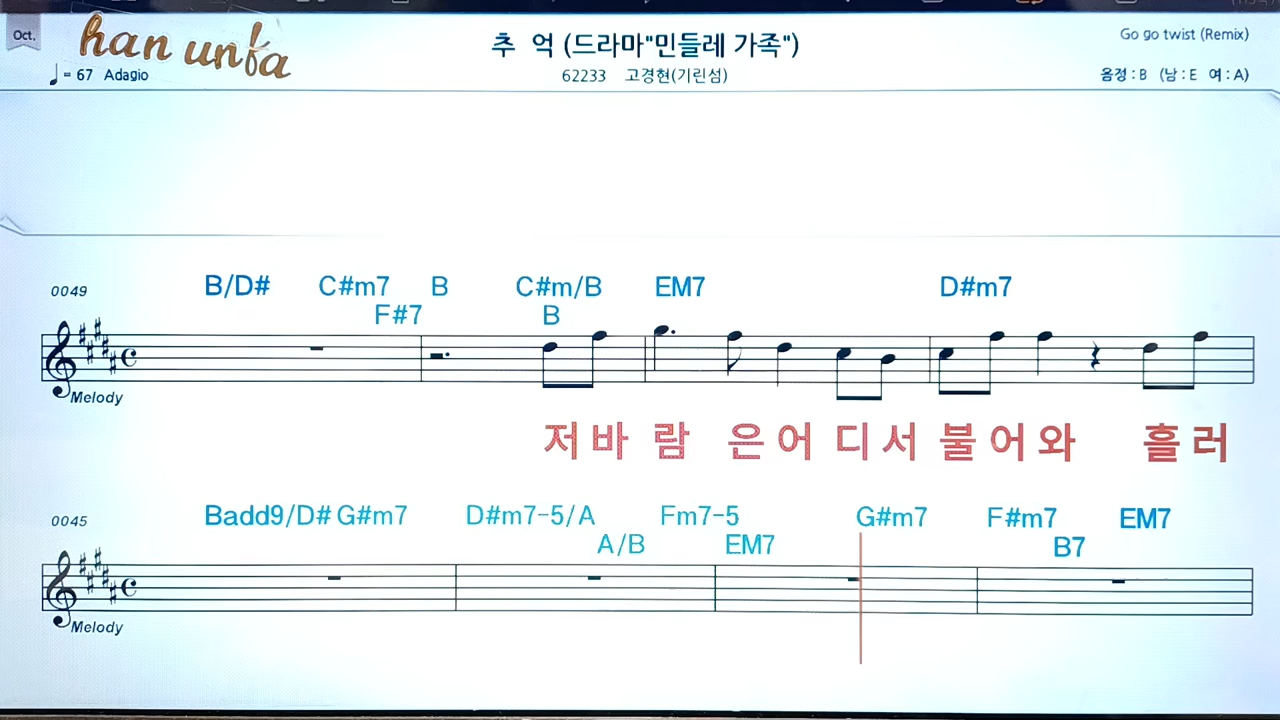 Oct.
han unfa
추 억 (드라마"민들레 가족")
Go go twist (Remix)
♩= 67 Adagio
62233 고경현(기린섬)
음정 : B (남 : E 여 : A)
0049
B/D# C#m7 B C#m/B EM7 D#m7
F#7 B
Melody
저 바 람 은 어 디 서 불 어 와 흘 러
0045
Badd9/D# G#m7 D#m7-5/A Fm7-5 G#m7 F#m7 EM7
A/B EM7 B7
Melody